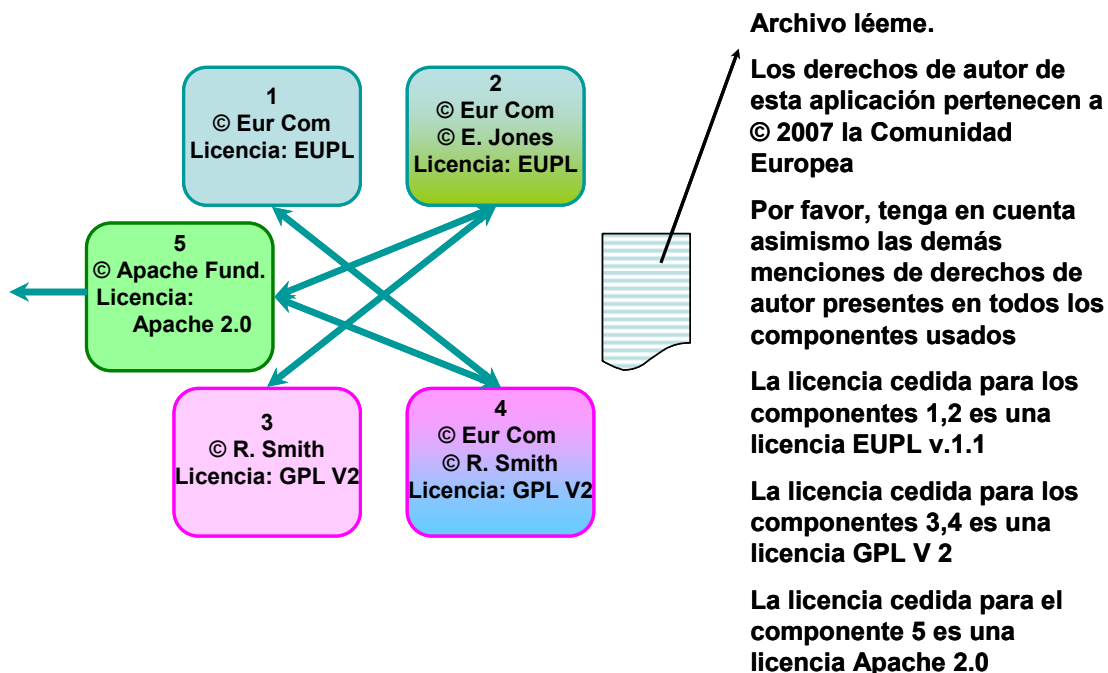 1
© Eur Com
Licencia: EUPL
2
© Eur Com
© E. Jones
Licencia: EUPL
5
© Apache Fund.
Licencia:
Apache 2.0
3
© R. Smith
Licencia: GPL V2
4
© Eur Com
© R. Smith
Licencia: GPL V2
Archivo léeme.
Los derechos de autor de
esta aplicación pertenecen a
© 2007 la Comunidad
Europea
Por favor, tenga en cuenta
asimismo las demás
menciones de derechos de
autor presentes en todos los
componentes usados
La licencia cedida para los
componentes 1,2 es una
licencia EUPL v.1.1
La licencia cedida para los
componentes 3,4 es una
licencia GPL V 2
La licencia cedida para el
componente 5 es una
licencia Apache 2.0